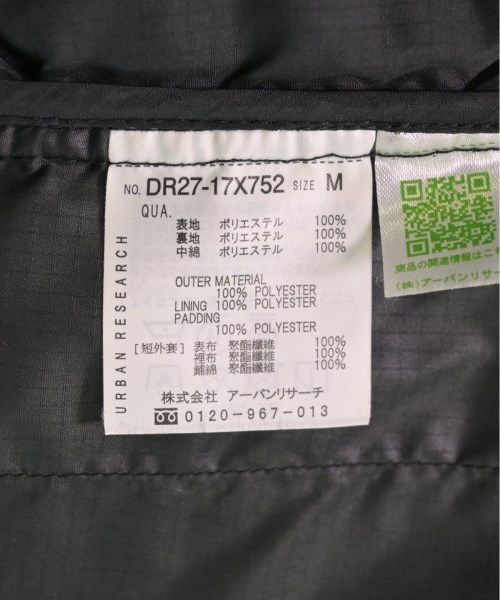 NO. DR27-17X752 SIZE M
QUA.
表地 ポリエステル 100%
裏地 ポリエステル 100%
中綿 ポリエステル 100%
OUTER MATERIAL
100% POLYESTER
LINING 100% POLYESTER
PADDING
100% POLYESTER
[短外套] 表布 聚酯纖維 100%
裡布 聚酯纖維 100%
鋪綿 聚酯纖維 100%
株式会社 アーバンリサーチ
0120-967-013
URBAN RESEARCH
商品の関連情報はこ
(株)アーバンリサ